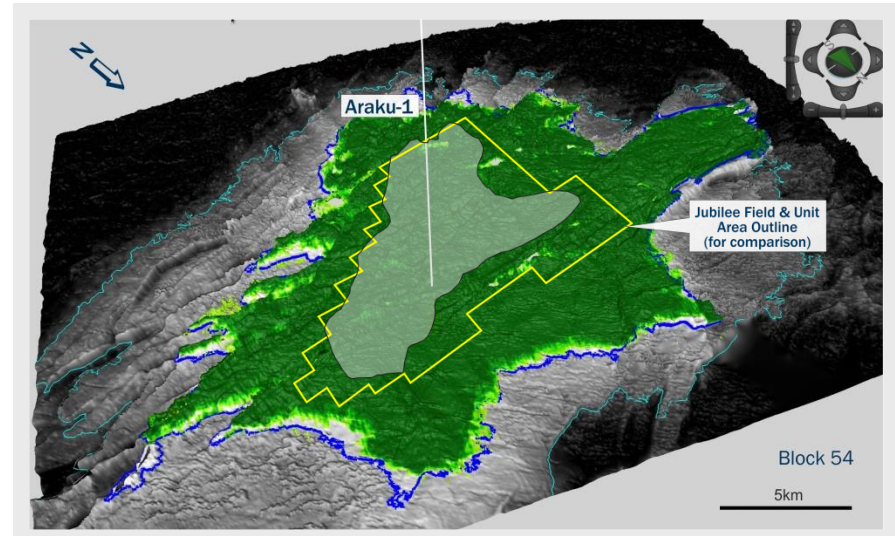 N
Araku-1
Jubilee Field & Unit
Area Outline
(for comparison)
Block 54
5km